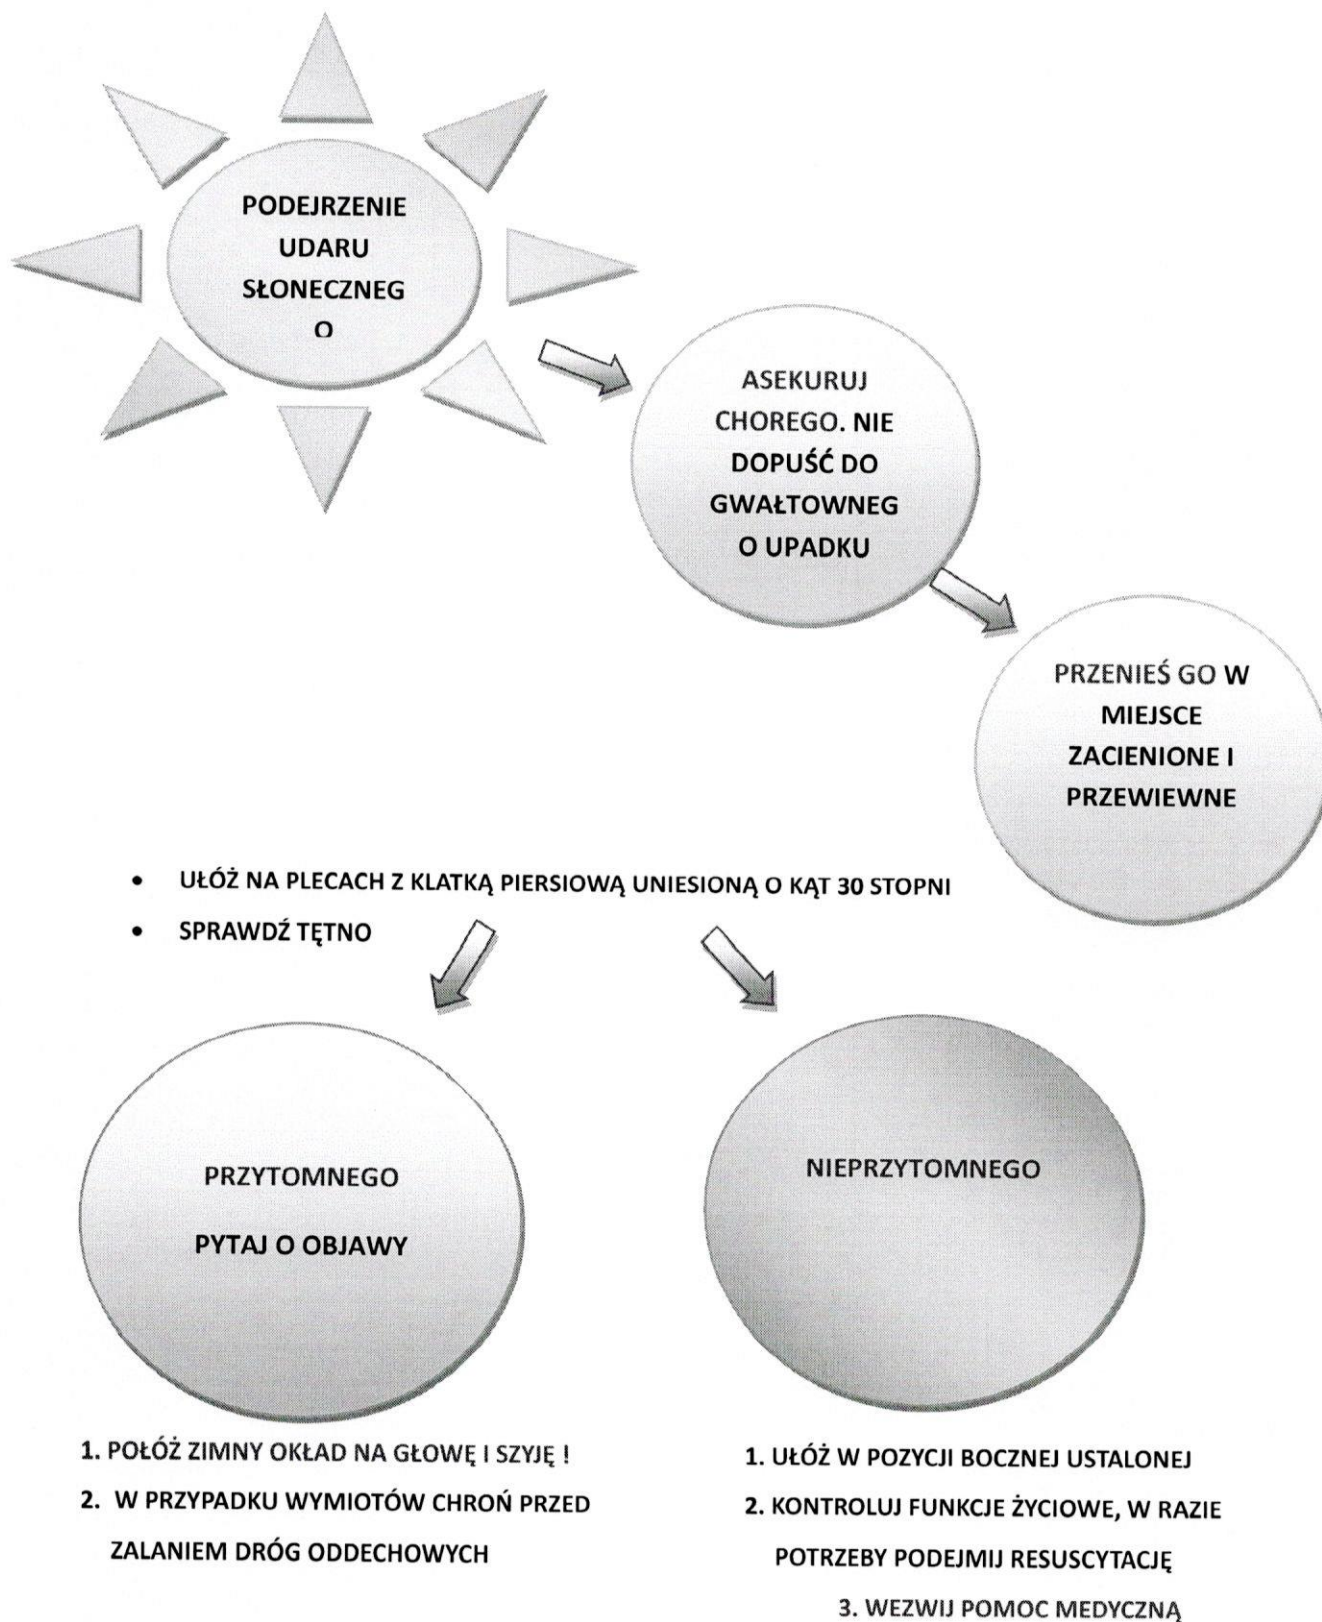 PODEJRZENIE
UDARU
SŁONECZNEG
O
ASEKURUJ
CHOREGO. NIE
DOPUŚĆ DO
GWAŁTOWNEG
O UPADKU
PRZENIEŚ GO W
MIEJSCE
ZACIENIONE I
PRZEWIEWNE
• UŁÓŻ NA PLECACH Z KLATKĄ PIERSIOWĄ UNIESIONĄ O KĄT 30 STOPNI
• SPRAWDŹ TĘTNO
PRZYTOMNEGO
PYTAJ O OBJAWY
1. POŁÓŻ ZIMNY OKŁAD NA GŁOWĘ I SZYJĘ !
2. W PRZYPADKU WYMIOTÓW CHROŃ PRZED
ZALANIEM DRÓG ODDECHOWYCH
NIEPRZYTOMNEGO
1. UŁÓŻ W POZYCJI BOCZNEJ USTALONEJ
2. KONTROLUJ FUNKCJE ŻYCIOWE, W RAZIE
POTRZEBY PODEJMIJ RESUSCYTACJĘ
3. WEZWIJ POMOC MEDYCZNĄ